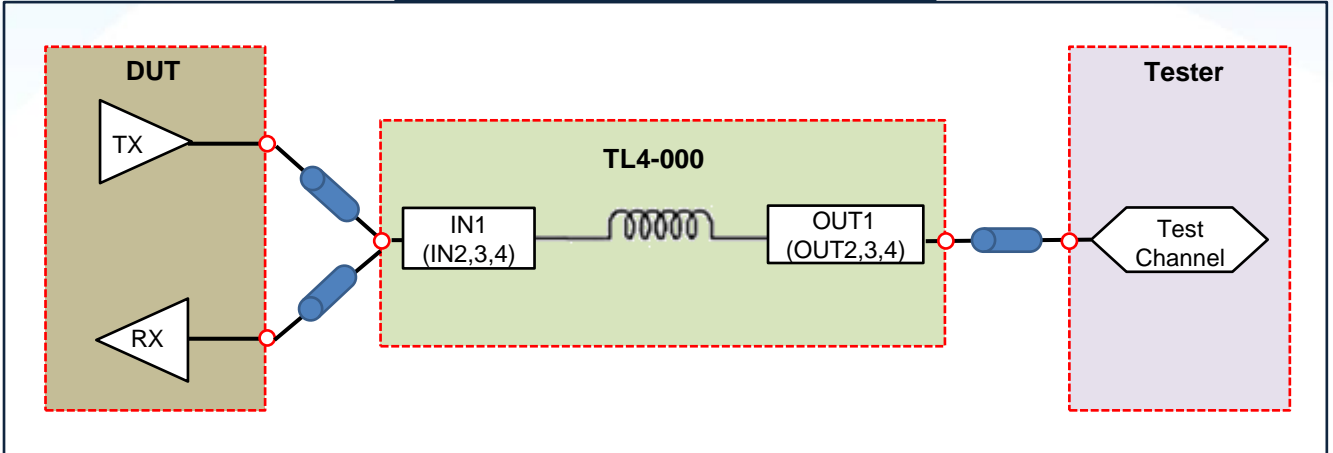 DUT
TX
RX
TL4-000
IN1
(IN2,3,4)
OUT1
(OUT2,3,4)
Tester
Test
Channel